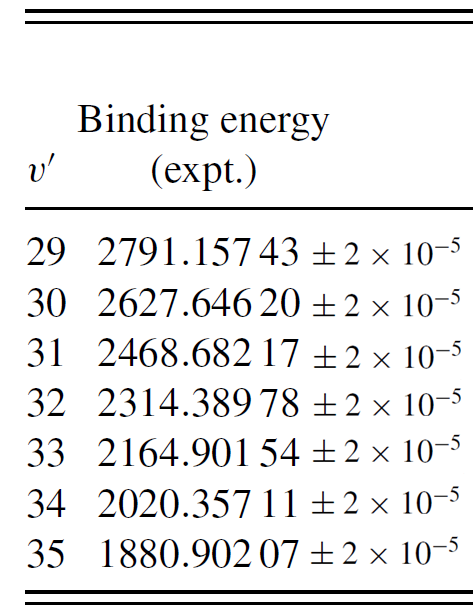 Binding energy
v′ (expt.)
29 2791.157 43 ± 2 × 10⁻⁵
30 2627.646 20 ± 2 × 10⁻⁵
31 2468.682 17 ± 2 × 10⁻⁵
32 2314.389 78 ± 2 × 10⁻⁵
33 2164.901 54 ± 2 × 10⁻⁵
34 2020.357 11 ± 2 × 10⁻⁵
35 1880.902 07 ± 2 × 10⁻⁵